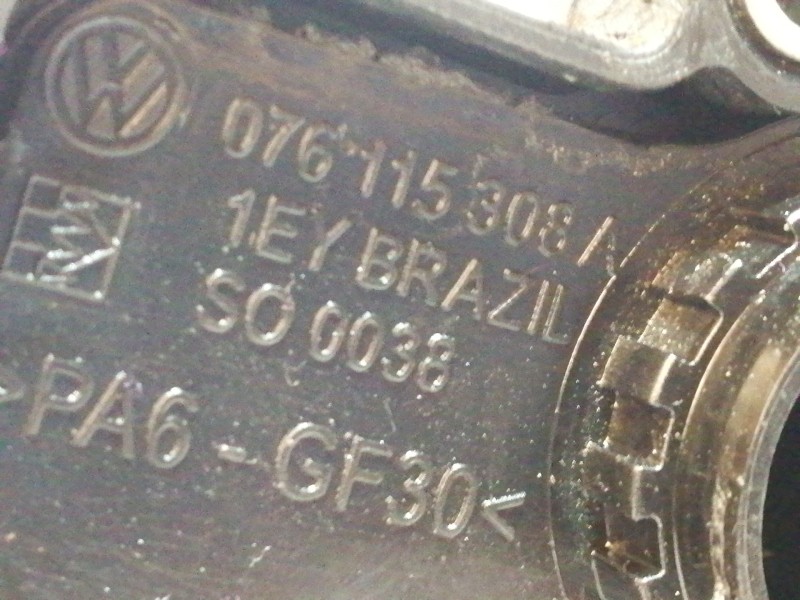 076 115 308 A
1EY BRAZIL
SO 0038
>PA6-GF30<